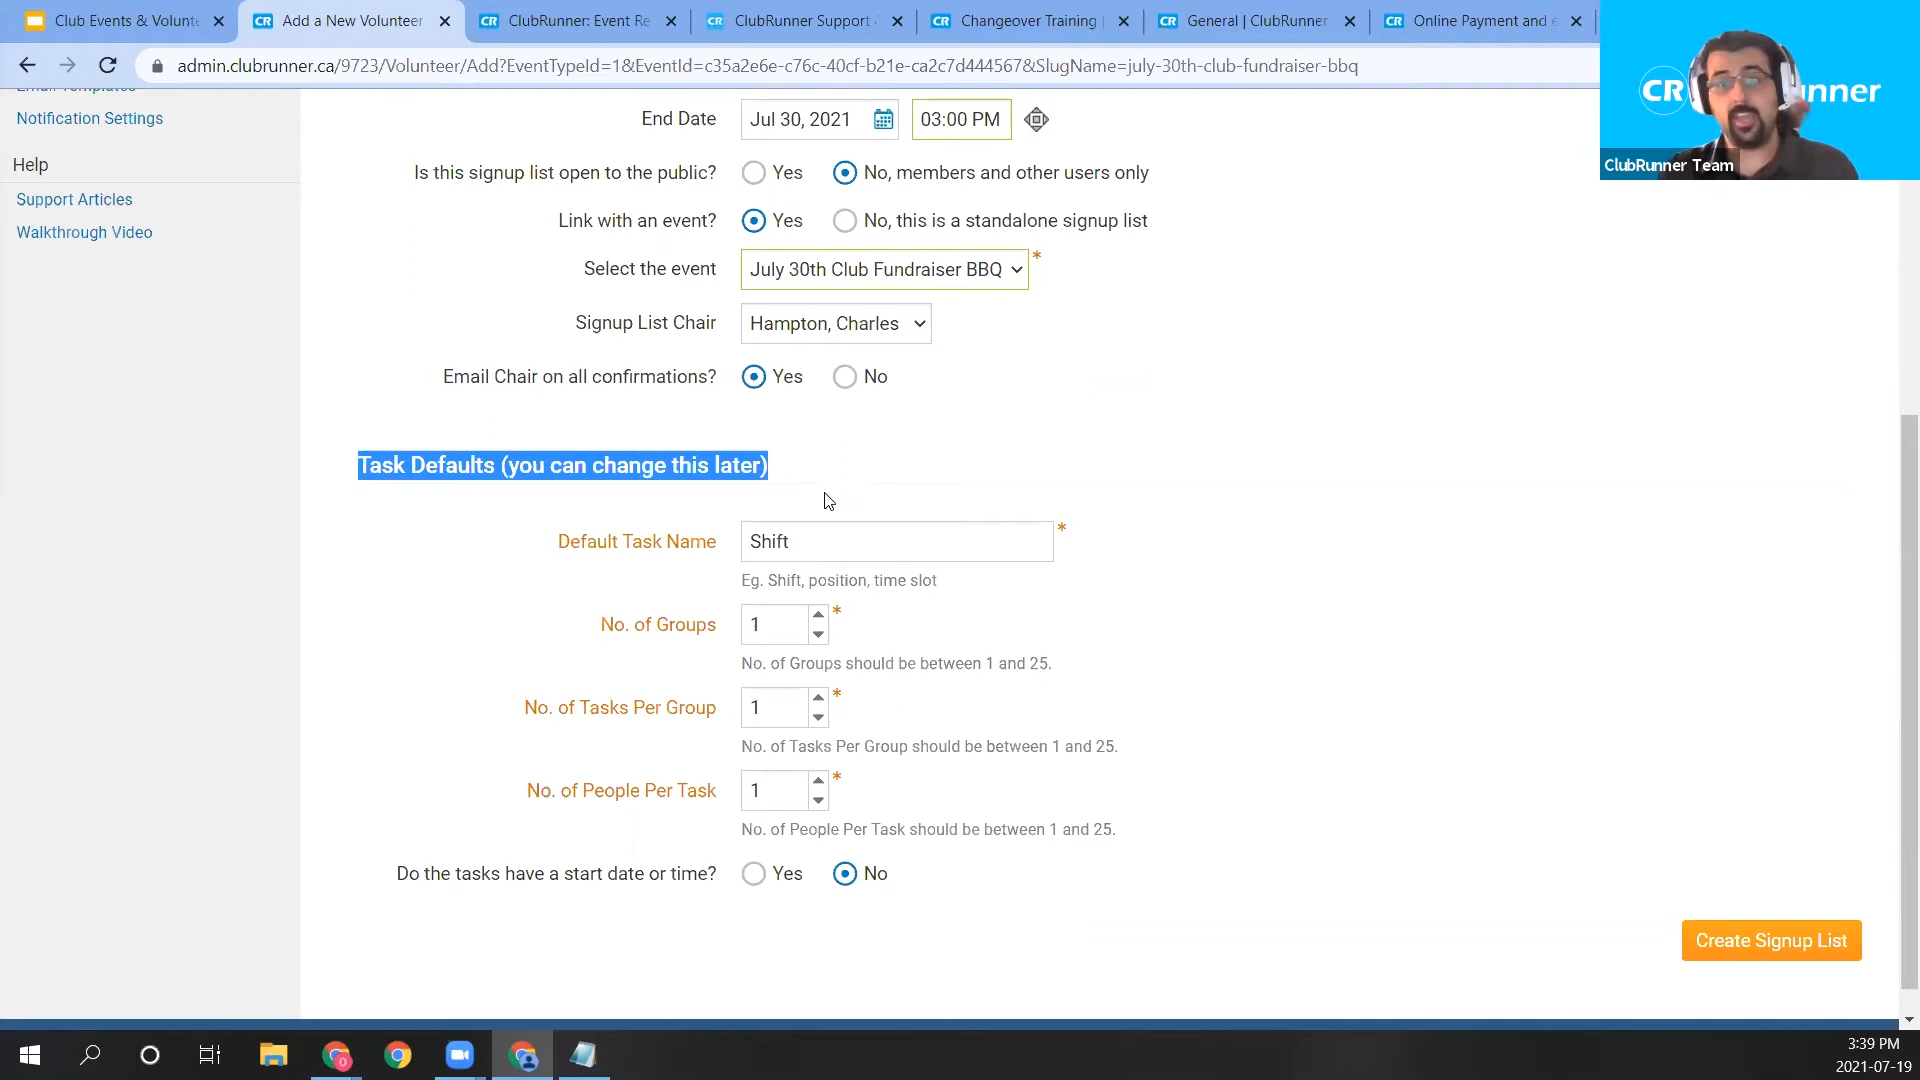 Club Events & Volunt
Add a New Volunteer
CR ClubRunner: Event Re
CR ClubRunner Support
CR Changeover Training
CR General | ClubRunner
CR Online Payment and e
admin.clubrunner.ca/9723/Volunteer/Add?EventTypeId=1&EventId=c35a2e6e-c76c-40cf-b21e-ca2c7d444567&SlugName=july-30th-club-fundraiser-bbq
CR unner
ClubRunner Team
Email Templates
Notification Settings
Help
Support Articles
Walkthrough Video
End Date Jul 30, 2021 03:00 PM
Is this signup list open to the public? Yes No, members and other users only
Link with an event? Yes No, this is a standalone signup list
Select the event July 30th Club Fundraiser BBQ *
Signup List Chair Hampton, Charles
Email Chair on all confirmations? Yes No
Task Defaults (you can change this later)
Default Task Name Shift *
Eg. Shift, position, time slot
No. of Groups 1 *
No. of Groups should be between 1 and 25.
No. of Tasks Per Group 1 *
No. of Tasks Per Group should be between 1 and 25.
No. of People Per Task 1 *
No. of People Per Task should be between 1 and 25.
Do the tasks have a start date or time? Yes No
Create Signup List
3:39 PM
2021-07-19